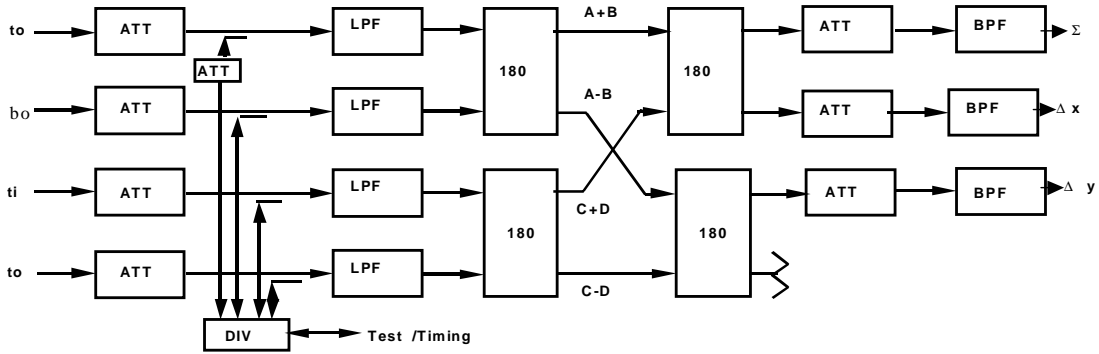 to ATT LPF 180 A+B 180 ATT BPF Σ
ATT
bo ATT LPF A-B ATT BPF Δ x
ti ATT LPF 180 C+D 180 ATT BPF Δ y
to ATT LPF C-D
DIV Test /Timing